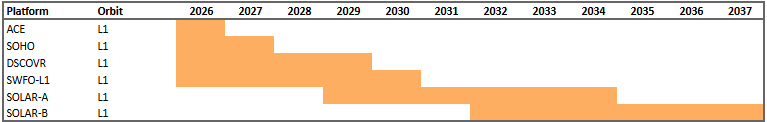 Platform Orbit 2026 2027 2028 2029 2030 2031 2032 2033 2034 2035 2036 2037
ACE L1
SOHO L1
DSCOVR L1
SWFO-L1 L1
SOLAR-A L1
SOLAR-B L1